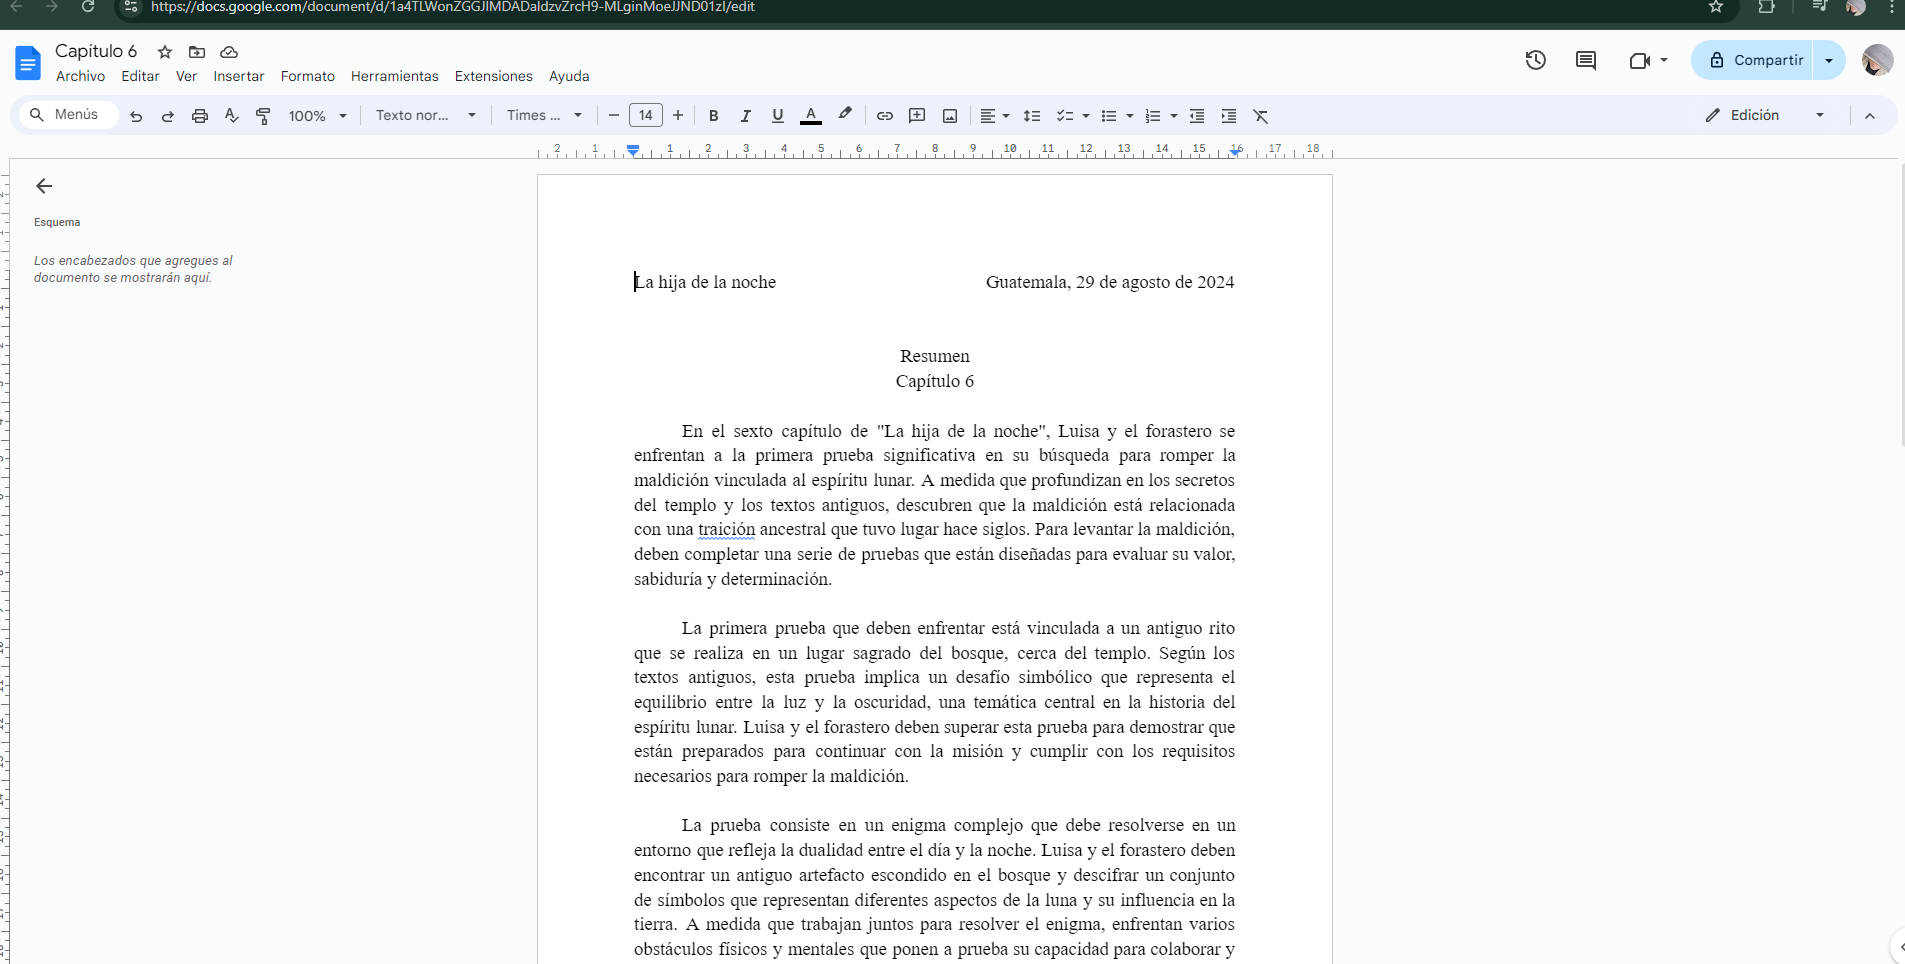 https://docs.google.com/document/d/1a4TLWonZGGJIMDADaldzvZrcH9-MLginMoeJJND01zI/edit
Capítulo 6
Archivo Editar Ver Insertar Formato Herramientas Extensiones Ayuda
Compartir
Menús 100% Texto nor... Times ... 14 Edición
2 1 1 2 3 4 5 6 7 8 9 10 11 12 13 14 15 16 17 18
Esquema
Los encabezados que agregues al
documento se mostrarán aquí.
La hija de la noche Guatemala, 29 de agosto de 2024
Resumen
Capítulo 6
En el sexto capítulo de "La hija de la noche", Luisa y el forastero se
enfrentan a la primera prueba significativa en su búsqueda para romper la
maldición vinculada al espíritu lunar. A medida que profundizan en los secretos
del templo y los textos antiguos, descubren que la maldición está relacionada
con una traición ancestral que tuvo lugar hace siglos. Para levantar la maldición,
deben completar una serie de pruebas que están diseñadas para evaluar su valor,
sabiduría y determinación.
La primera prueba que deben enfrentar está vinculada a un antiguo rito
que se realiza en un lugar sagrado del bosque, cerca del templo. Según los
textos antiguos, esta prueba implica un desafío simbólico que representa el
equilibrio entre la luz y la oscuridad, una temática central en la historia del
espíritu lunar. Luisa y el forastero deben superar esta prueba para demostrar que
están preparados para continuar con la misión y cumplir con los requisitos
necesarios para romper la maldición.
La prueba consiste en un enigma complejo que debe resolverse en un
entorno que refleja la dualidad entre el día y la noche. Luisa y el forastero deben
encontrar un antiguo artefacto escondido en el bosque y descifrar un conjunto
de símbolos que representan diferentes aspectos de la luna y su influencia en la
tierra. A medida que trabajan juntos para resolver el enigma, enfrentan varios
obstáculos físicos y mentales que ponen a prueba su capacidad para colaborar y